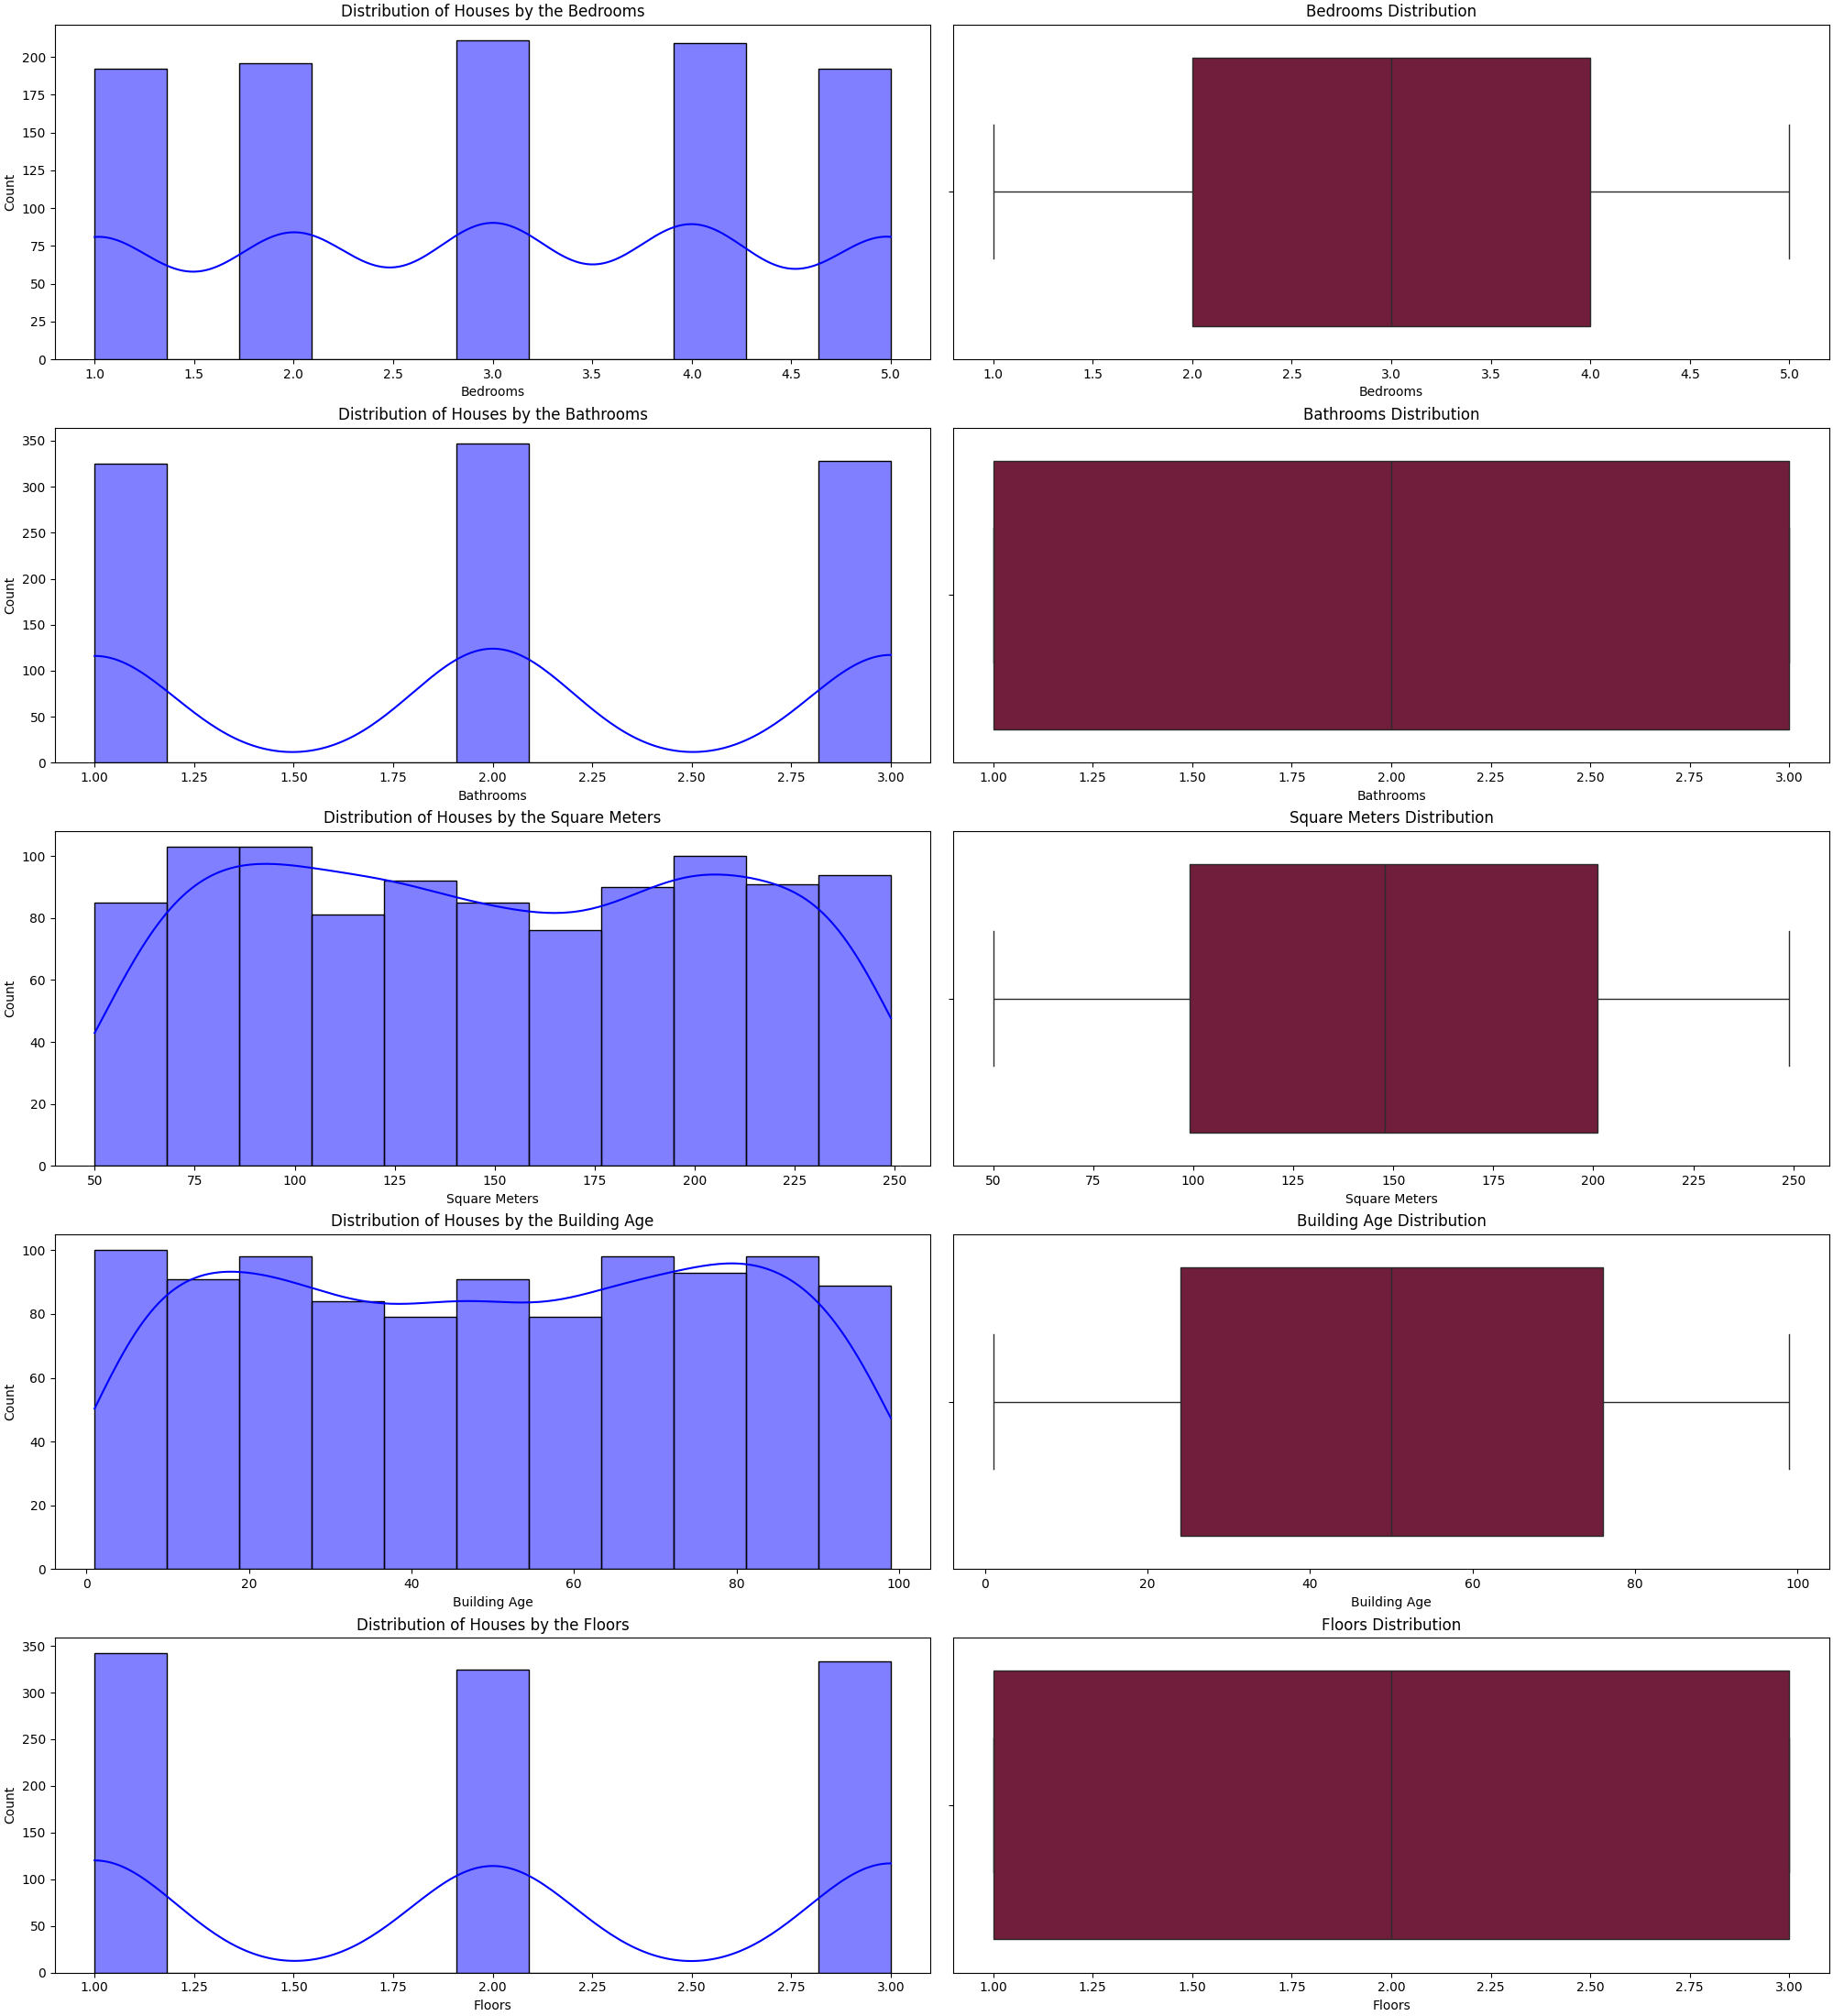 Distribution of Houses by the Bedrooms
Count
200
175
150
125
100
75
50
25
0
1.0 1.5 2.0 2.5 3.0 3.5 4.0 4.5 5.0
Bedrooms
Bedrooms Distribution
1.0 1.5 2.0 2.5 3.0 3.5 4.0 4.5 5.0
Bedrooms
Distribution of Houses by the Bathrooms
Count
350
300
250
200
150
100
50
0
1.00 1.25 1.50 1.75 2.00 2.25 2.50 2.75 3.00
Bathrooms
Bathrooms Distribution
1.00 1.25 1.50 1.75 2.00 2.25 2.50 2.75 3.00
Bathrooms
Distribution of Houses by the Square Meters
Count
100
80
60
40
20
0
50 75 100 125 150 175 200 225 250
Square Meters
Square Meters Distribution
50 75 100 125 150 175 200 225 250
Square Meters
Distribution of Houses by the Building Age
Count
100
80
60
40
20
0
0 20 40 60 80 100
Building Age
Building Age Distribution
0 20 40 60 80 100
Building Age
Distribution of Houses by the Floors
Count
350
300
250
200
150
100
50
0
1.00 1.25 1.50 1.75 2.00 2.25 2.50 2.75 3.00
Floors
Floors Distribution
1.00 1.25 1.50 1.75 2.00 2.25 2.50 2.75 3.00
Floors